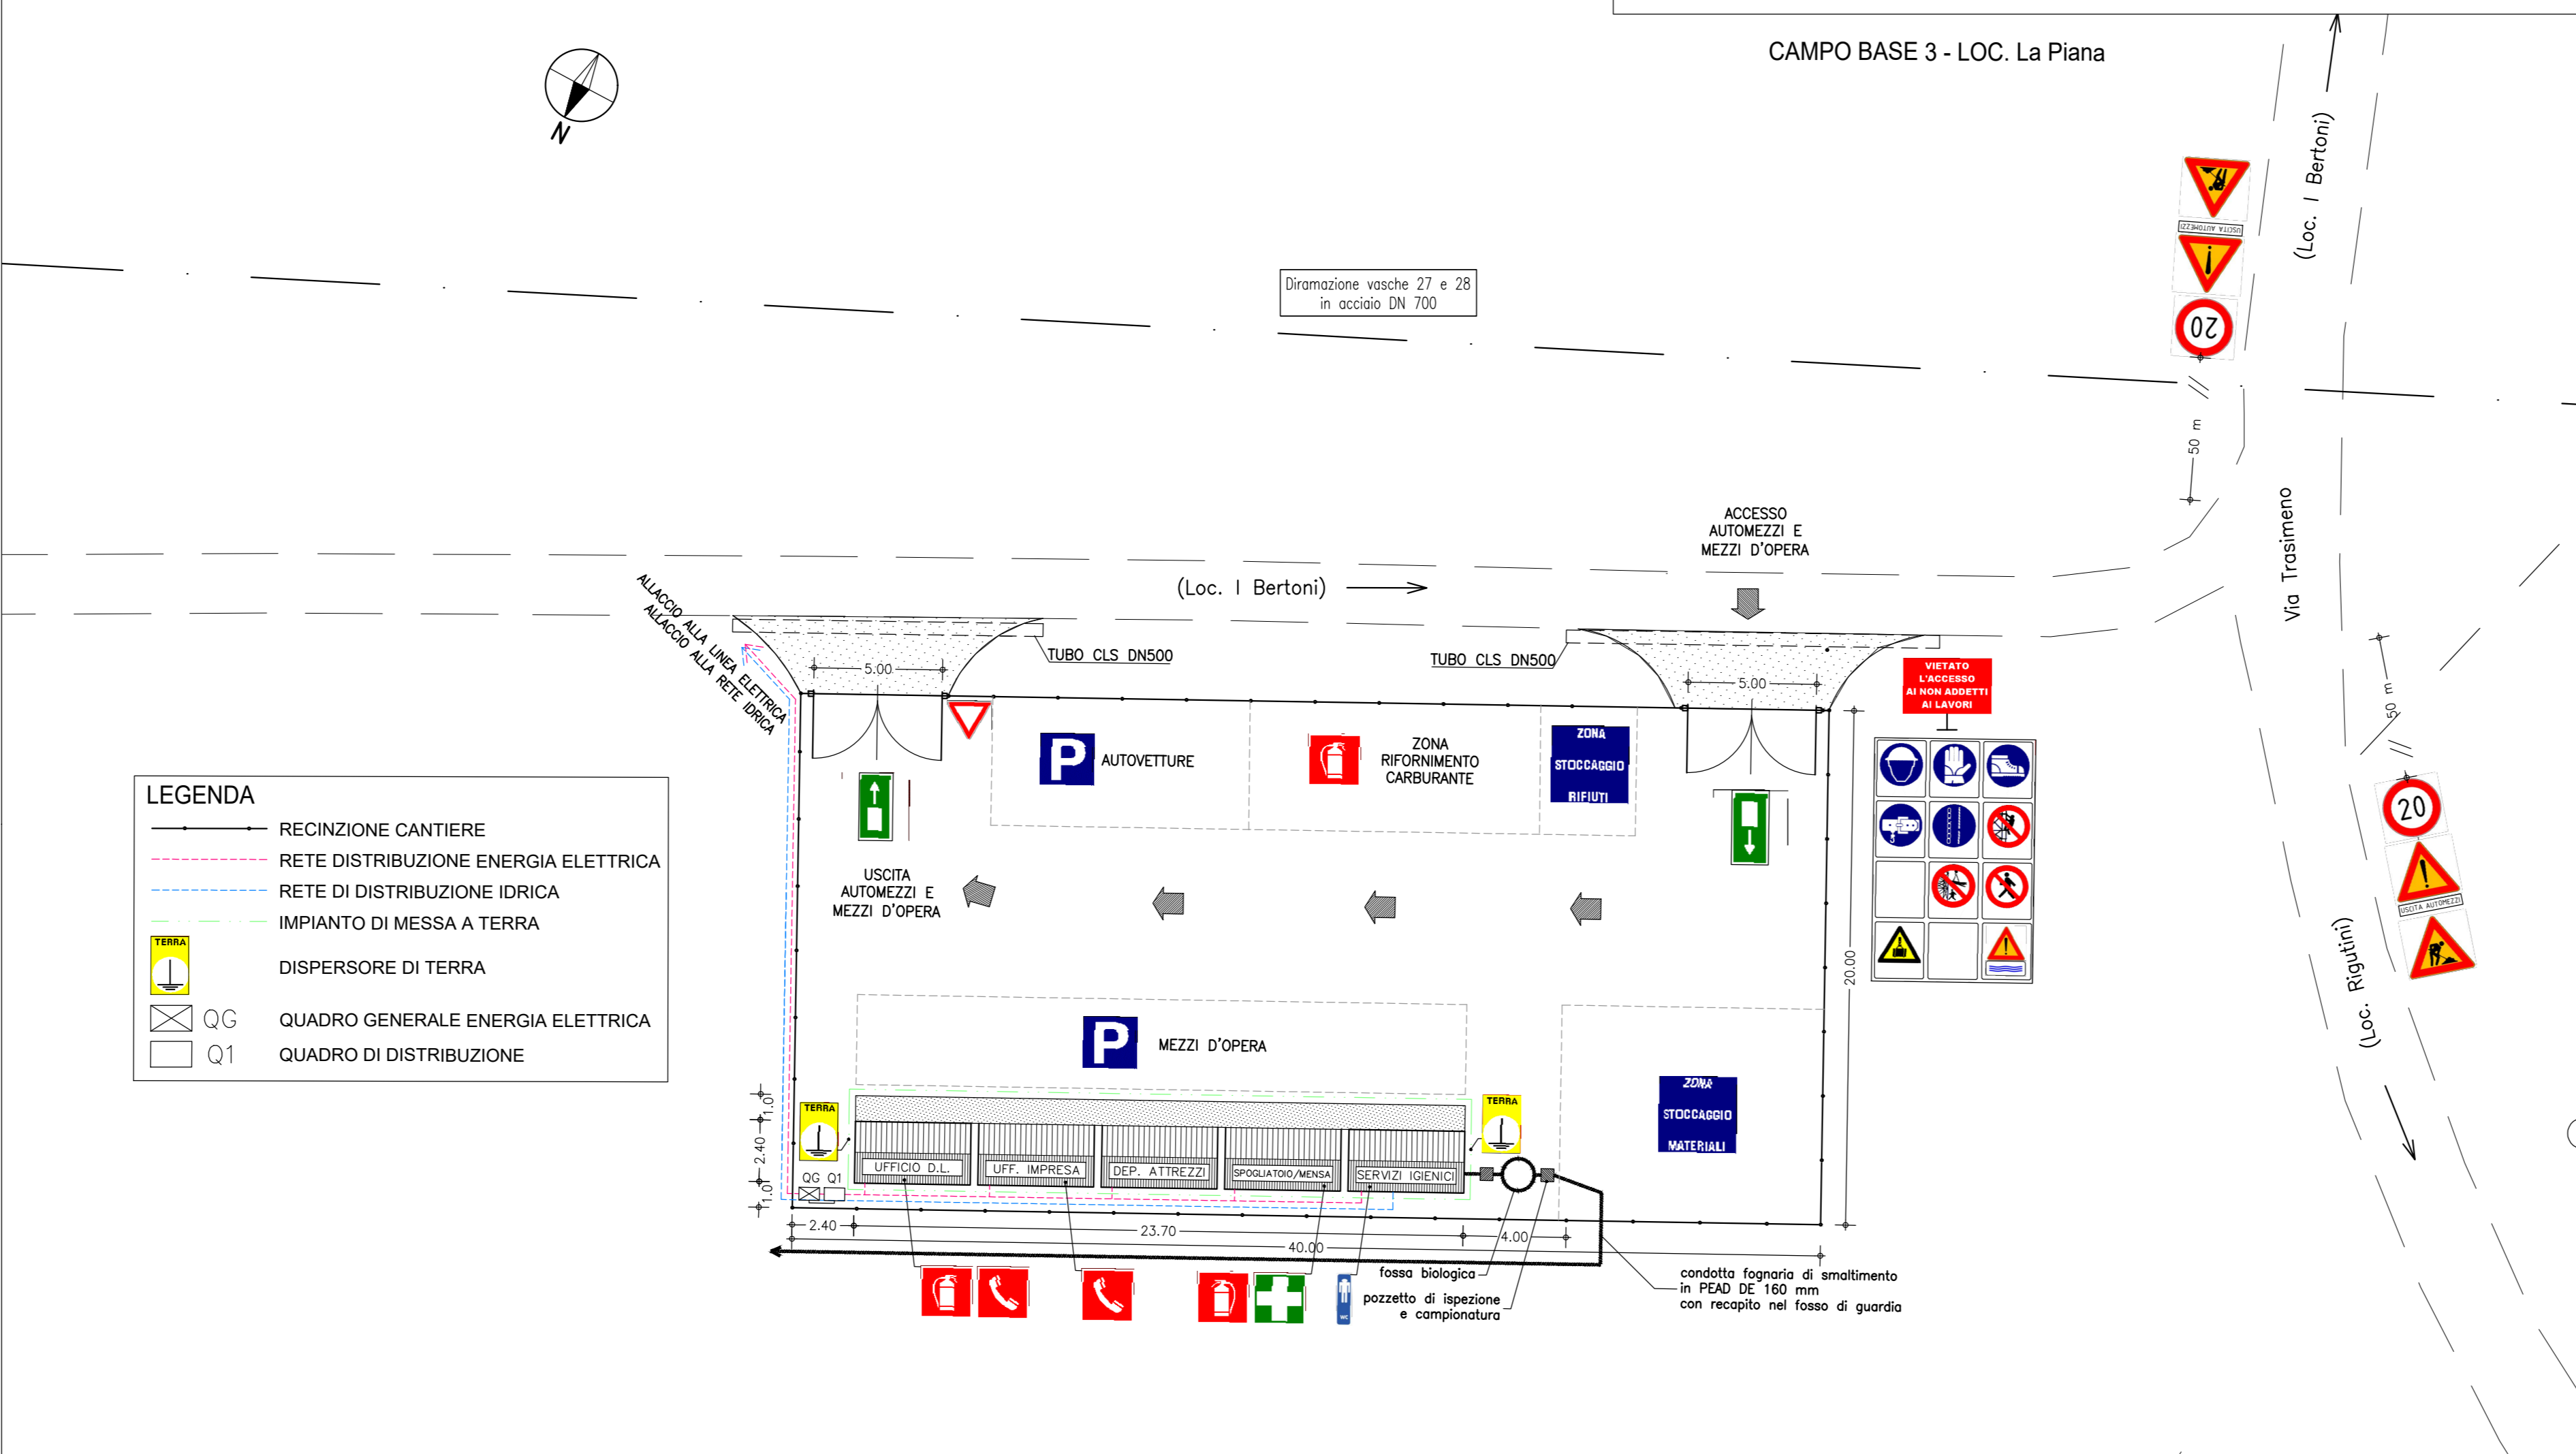 CAMPO BASE 3 - LOC. La Piana
N
(Loc. I Bertoni)
USCITA AUTOMEZZI
20
50 m
Diramazione vasche 27 e 28
in acciaio DN 700
Via Trasimeno
ACCESSO
AUTOMEZZI E
MEZZI D'OPERA
(Loc. I Bertoni)
ALLACCIO ALLA LINEA ELETTRICA
ALLACCIO ALLA RETE IDRICA
TUBO CLS DN500
TUBO CLS DN500
5.00
5.00
VIETATO
L'ACCESSO
AI NON ADDETTI
AI LAVORI
50 m
20
USCITA AUTOMEZZI
(Loc. Rigutini)
P
AUTOVETTURE
ZONA
RIFORNIMENTO
CARBURANTE
ZONA
STOCCAGGIO
RIFIUTI
USCITA
AUTOMEZZI E
MEZZI D'OPERA
20.00
LEGENDA
RECINZIONE CANTIERE
RETE DISTRIBUZIONE ENERGIA ELETTRICA
RETE DI DISTRIBUZIONE IDRICA
IMPIANTO DI MESSA A TERRA
TERRA
DISPERSORE DI TERRA
QG
QUADRO GENERALE ENERGIA ELETTRICA
Q1
QUADRO DI DISTRIBUZIONE
P
MEZZI D'OPERA
ZONA
STOCCAGGIO
MATERIALI
1.0
2.40
1.0
TERRA
TERRA
UFFICIO D.L.
UFF. IMPRESA
DEP. ATTREZZI
SPOGLIATOIO/MENSA
SERVIZI IGIENICI
QG Q1
2.40
23.70
4.00
40.00
WC
fossa biologica
pozzetto di ispezione
e campionatura
condotta fognaria di smaltimento
in PEAD DE 160 mm
con recapito nel fosso di guardia